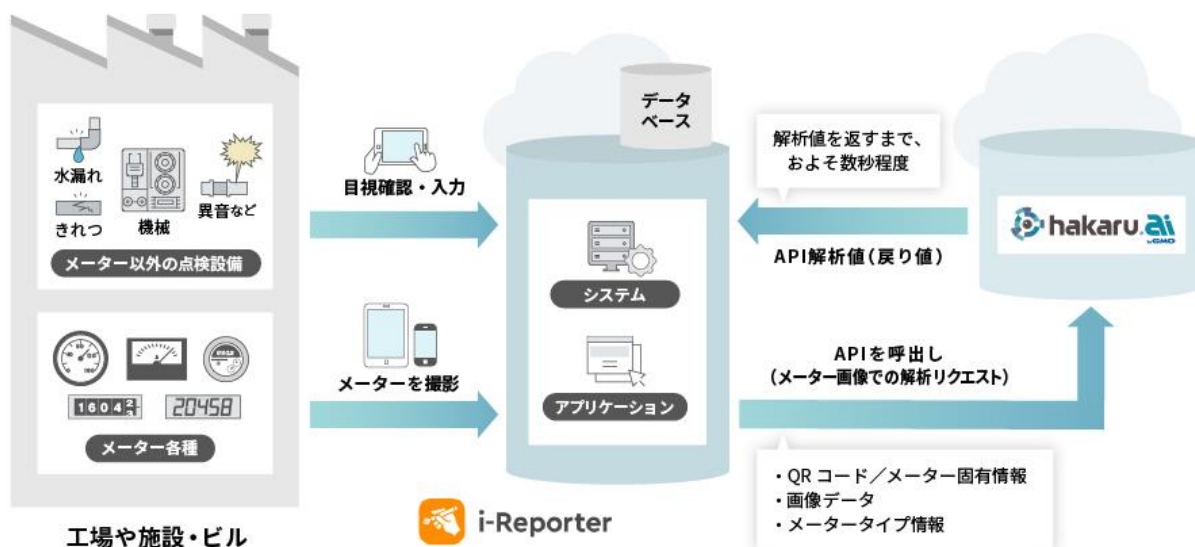 水漏れ
きれつ
機械
異音など
メーター以外の点検設備
16042
3
20458
メーター各種
工場や施設・ビル
目視確認・入力
メーターを撮影
データ
ベース
システム
アプリケーション
i-Reporter
解析値を返すまで、
およそ数秒程度
API解析値(戻り値)
hakaru.ai
by GMO
APIを呼出し
(メーター画像での解析リクエスト)
・QRコード/メーター固有情報
・画像データ
・メータータイプ情報